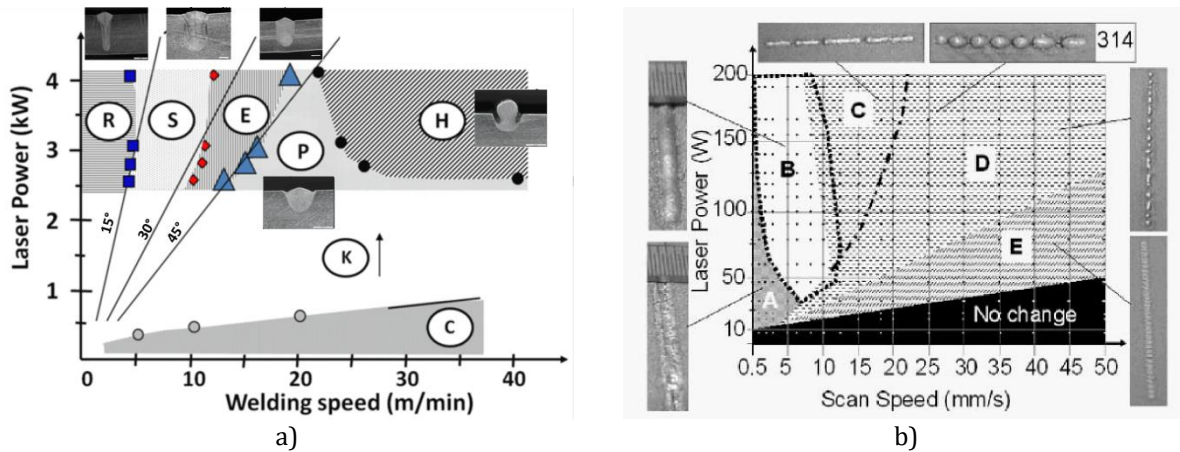 4
3
2
1
Laser Power (kW)
R
S
E
H
P
K
C
15°
30°
45°
0
10
20
30
40
Welding speed (m/min)
a)
314
200
150
100
50
10
Laser Power (W)
A
B
C
D
E
No change
0.5 5 10 15 20 25 30 35 40 45 50
Scan Speed (mm/s)
b)